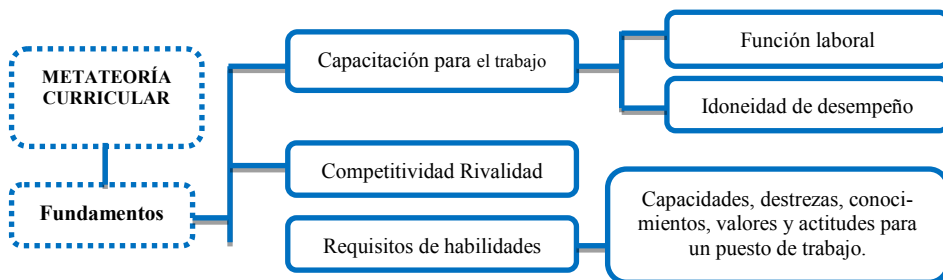 METATEORÍA
CURRICULAR
Fundamentos
Capacitación para el trabajo
Función laboral
Idoneidad de desempeño
Competitividad Rivalidad
Requisitos de habilidades
Capacidades, destrezas, conoci-
mientos, valores y actitudes para
un puesto de trabajo.